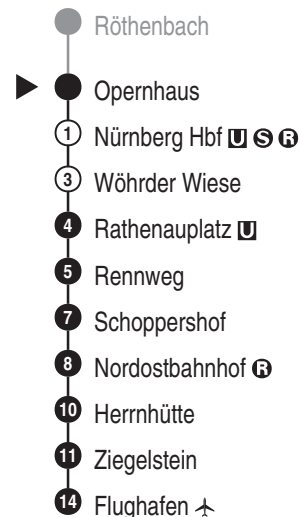 Röthenbach
Opernhaus
1 Nürnberg Hbf U S R
3 Wöhrder Wiese
4 Rathenauplatz U
5 Rennweg
7 Schoppershof
8 Nordostbahnhof R
10 Herrnhütte
11 Ziegelstein
14 Flughafen